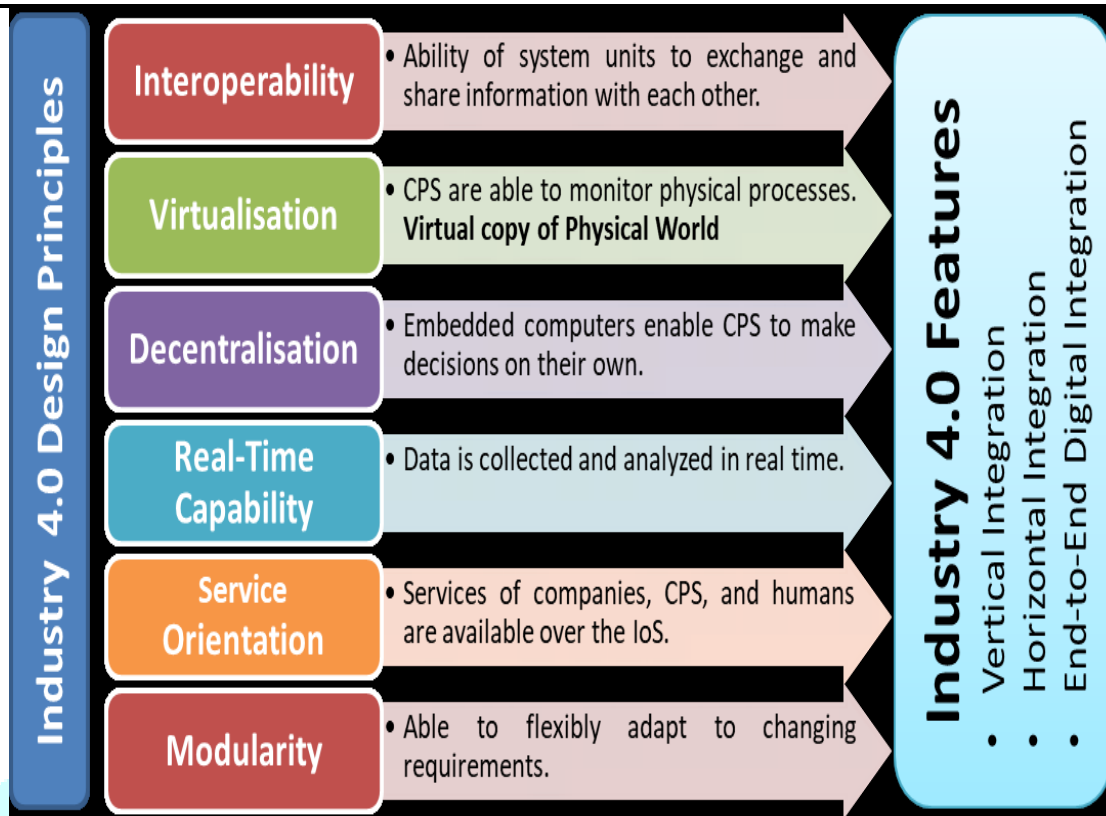 Industry 4.0 Design Principles
Interoperability
• Ability of system units to exchange and
share information with each other.
Virtualisation
• CPS are able to monitor physical processes.
Virtual copy of Physical World
Decentralisation
• Embedded computers enable CPS to make
decisions on their own.
Real-Time
Capability
• Data is collected and analyzed in real time.
Service
Orientation
• Services of companies, CPS, and humans
are available over the IoS.
Modularity
• Able to flexibly adapt to changing
requirements.
Industry 4.0 Features
• Vertical Integration
• Horizontal Integration
• End-to-End Digital Integration